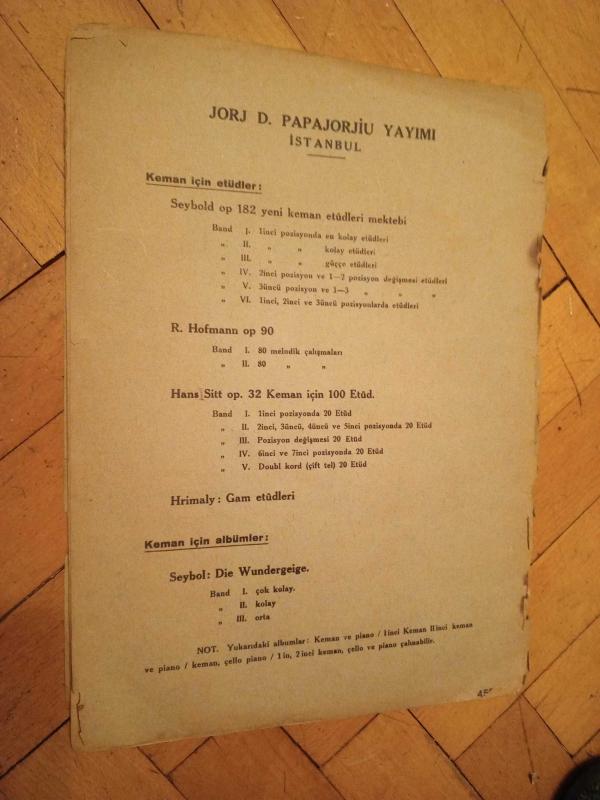 JORJ D. PAPAJORJİU YAYIMI
İSTANBUL
Keman için etüdler:
Seybold op 182 yeni keman etüdleri mektebi
Band I. 1inci pozisyonda en kolay etüdleri
„ II. „ „ kolay etüdleri
„ III. „ „ güççe etüdleri
„ IV. 2inci pozisyon ve 1—2 pozisyon değişmesi etüdleri
„ V. 3üncü pozisyon ve 1—3 „ „ „
„ VI. 1inci, 2inci ve 3üncü pozisyonlarda etüdleri
R. Hofmann op 90
Band I. 80 melndik çalışmaları
„ II. 80 „ „
Hans Sitt op. 32 Keman için 100 Etüd.
Band I. 1inci pozisyonda 20 Etüd
„ II. 2inci, 3üncü, 4üncü ve 5inci pozisyonda 20 Etüd
„ III. Pozisyon değişmesi 20 Etüd
„ IV. 6inci ve 7inci pozisyonda 20 Etüd
„ V. Doubl kord (çift tel) 20 Etüd
Hrimaly: Gam etüdleri
Keman için albümler:
Seybol: Die Wundergeige.
Band I. çok kolay.
„ II. kolay
„ III. orta
NOT. Yukarıdaki albumlar: Keman ve piano / 1inci Keman IIinci keman
ve piano / keman, çello piano / 1in, 2inci keman, çello ve piano çalınabilir.